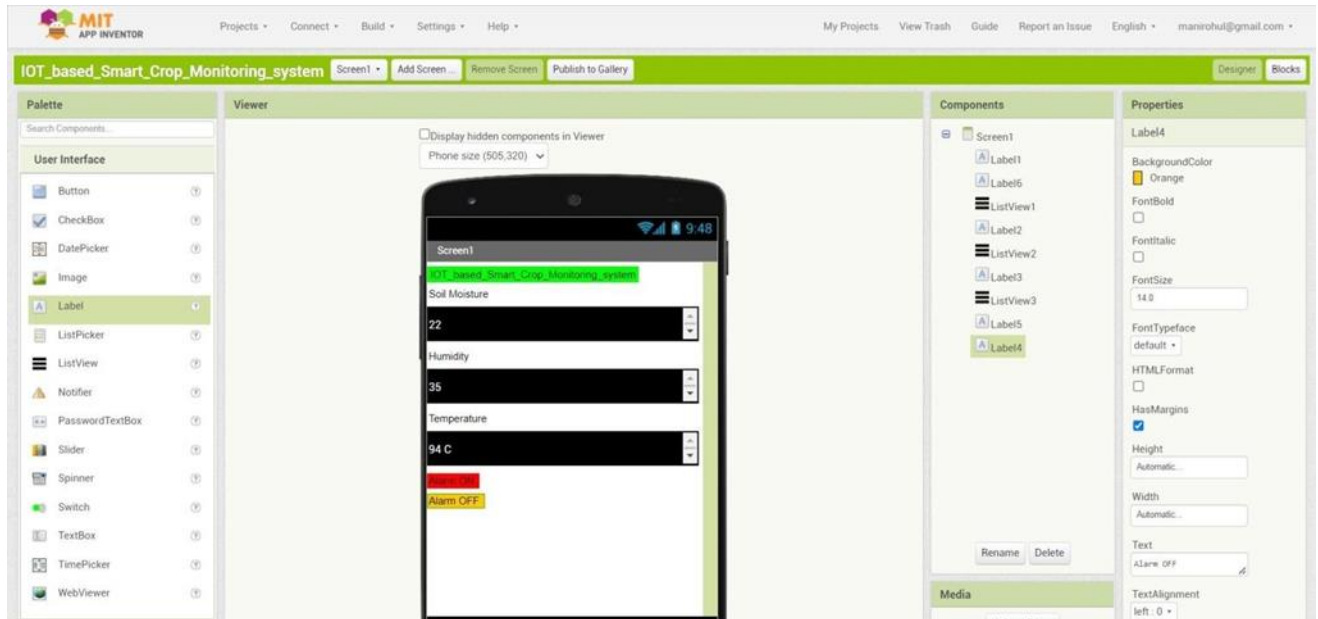 MIT
APP INVENTOR
Projects
Connect
Build
Settings
Help
My Projects
View Trash
Guide
Report an Issue
English
manirohul@gmail.com
IOT_based_Smart_Crop_Monitoring_system
Screen1
Add Screen ...
Remove Screen
Publish to Gallery
Designer
Blocks
Palette
Search Components...
User Interface
Button
CheckBox
DatePicker
Image
Label
ListPicker
ListView
Notifier
PasswordTextBox
Slider
Spinner
Switch
TextBox
TimePicker
WebViewer
Viewer
Display hidden components in Viewer
Phone size (505,320)
9:48
Screen1
IOT_based_Smart_Crop_Monitoring_system
Soil Moisture
22
Humidity
35
Temperature
94 C
Alarm ON
Alarm OFF
Components
Screen1
Label1
Label6
ListView1
Label2
ListView2
Label3
ListView3
Label5
Label4
Rename
Delete
Media
Properties
Label4
BackgroundColor
Orange
FontBold
FontItalic
FontSize
14.0
FontTypeface
default
HTMLFormat
HasMargins
Height
Automatic...
Width
Automatic...
Text
Alarm OFF
TextAlignment
left : 0